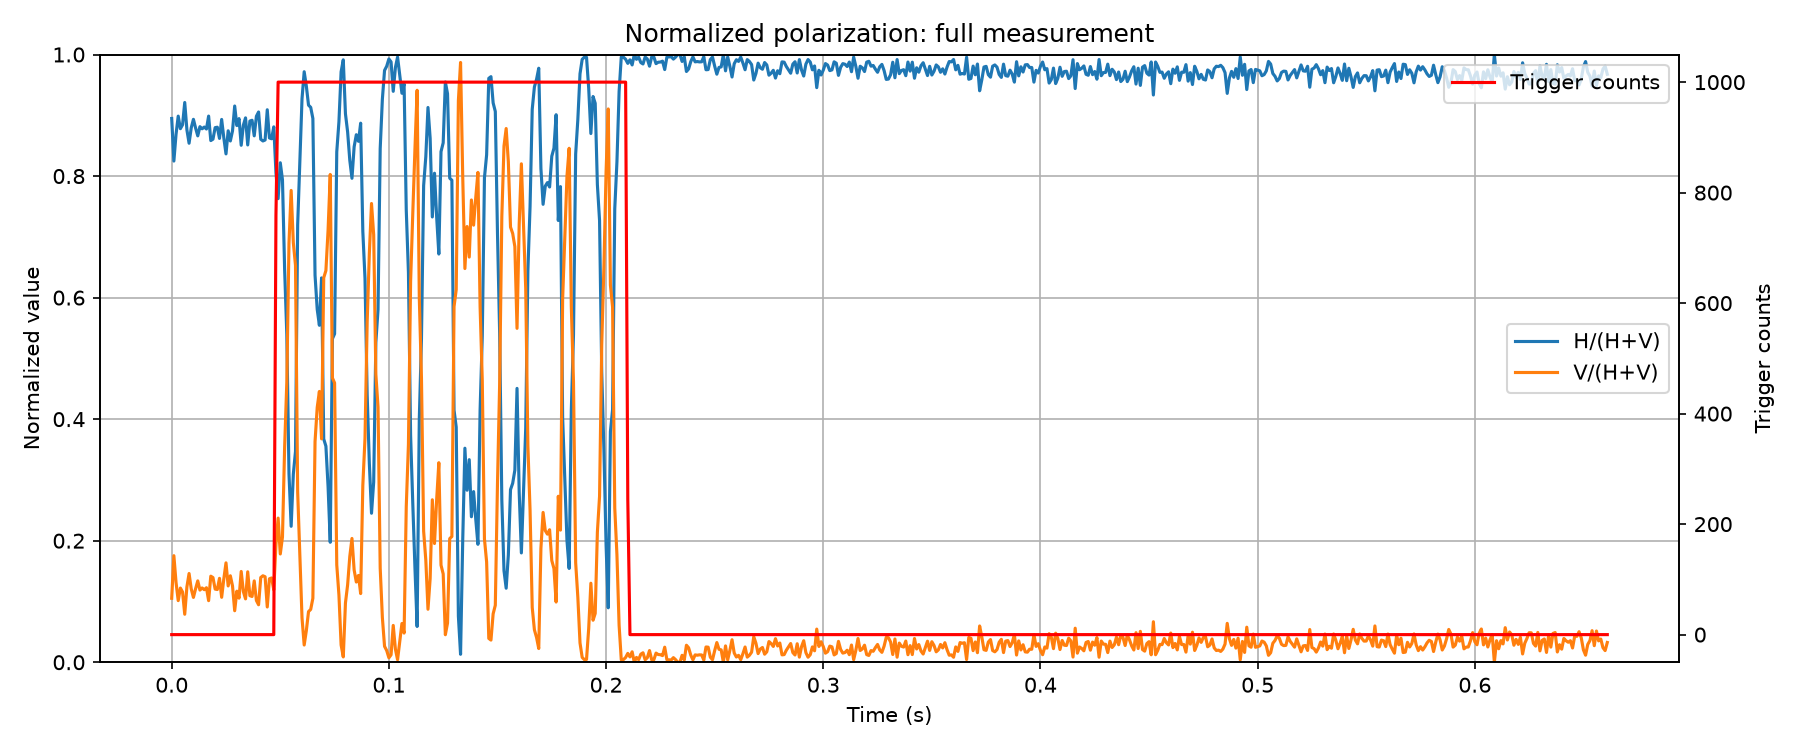 Normalized polarization: full measurement
Normalized value
1.0
0.8
0.6
0.4
0.2
0.0
0.0
0.1
0.2
0.3
0.4
0.5
0.6
Time (s)
Trigger counts
H/(H+V)
V/(H+V)
1000
800
600
400
200
0
Trigger counts